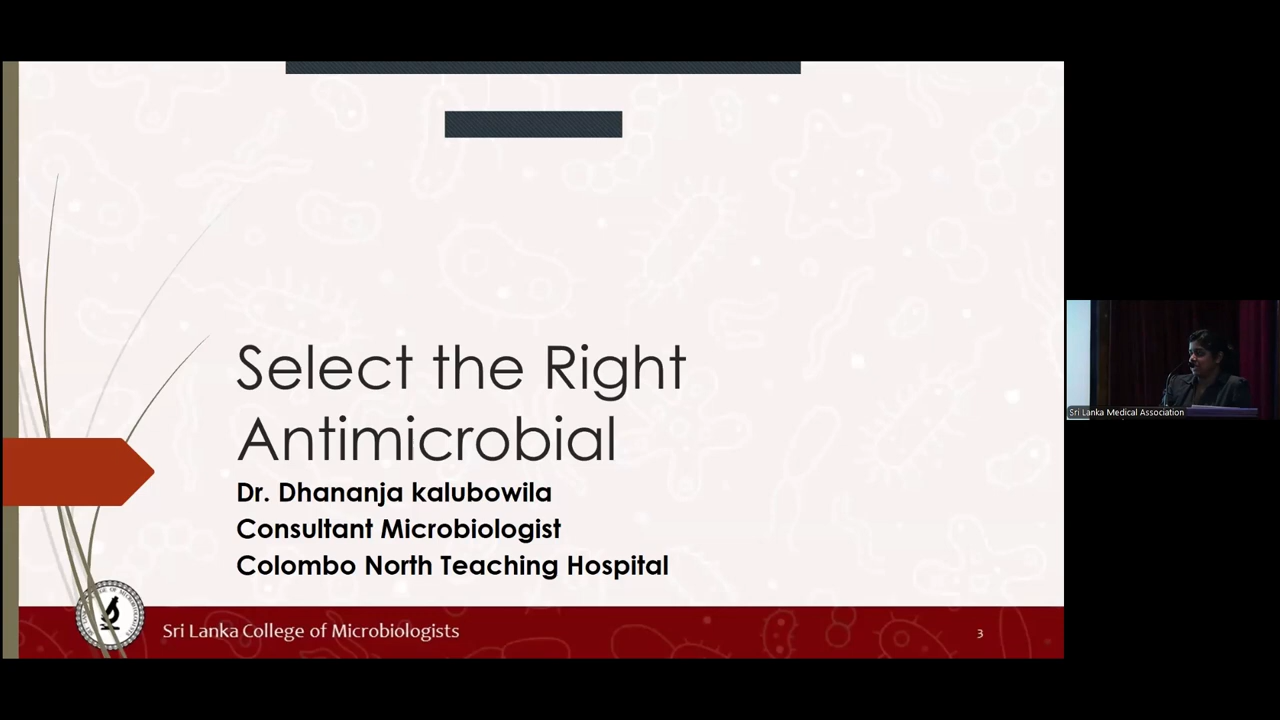 Select the Right
Antimicrobial
Dr. Dhananja kalubowila
Consultant Microbiologist
Colombo North Teaching Hospital
Sri Lanka College of Microbiologists
3
Sri Lanka Medical Association